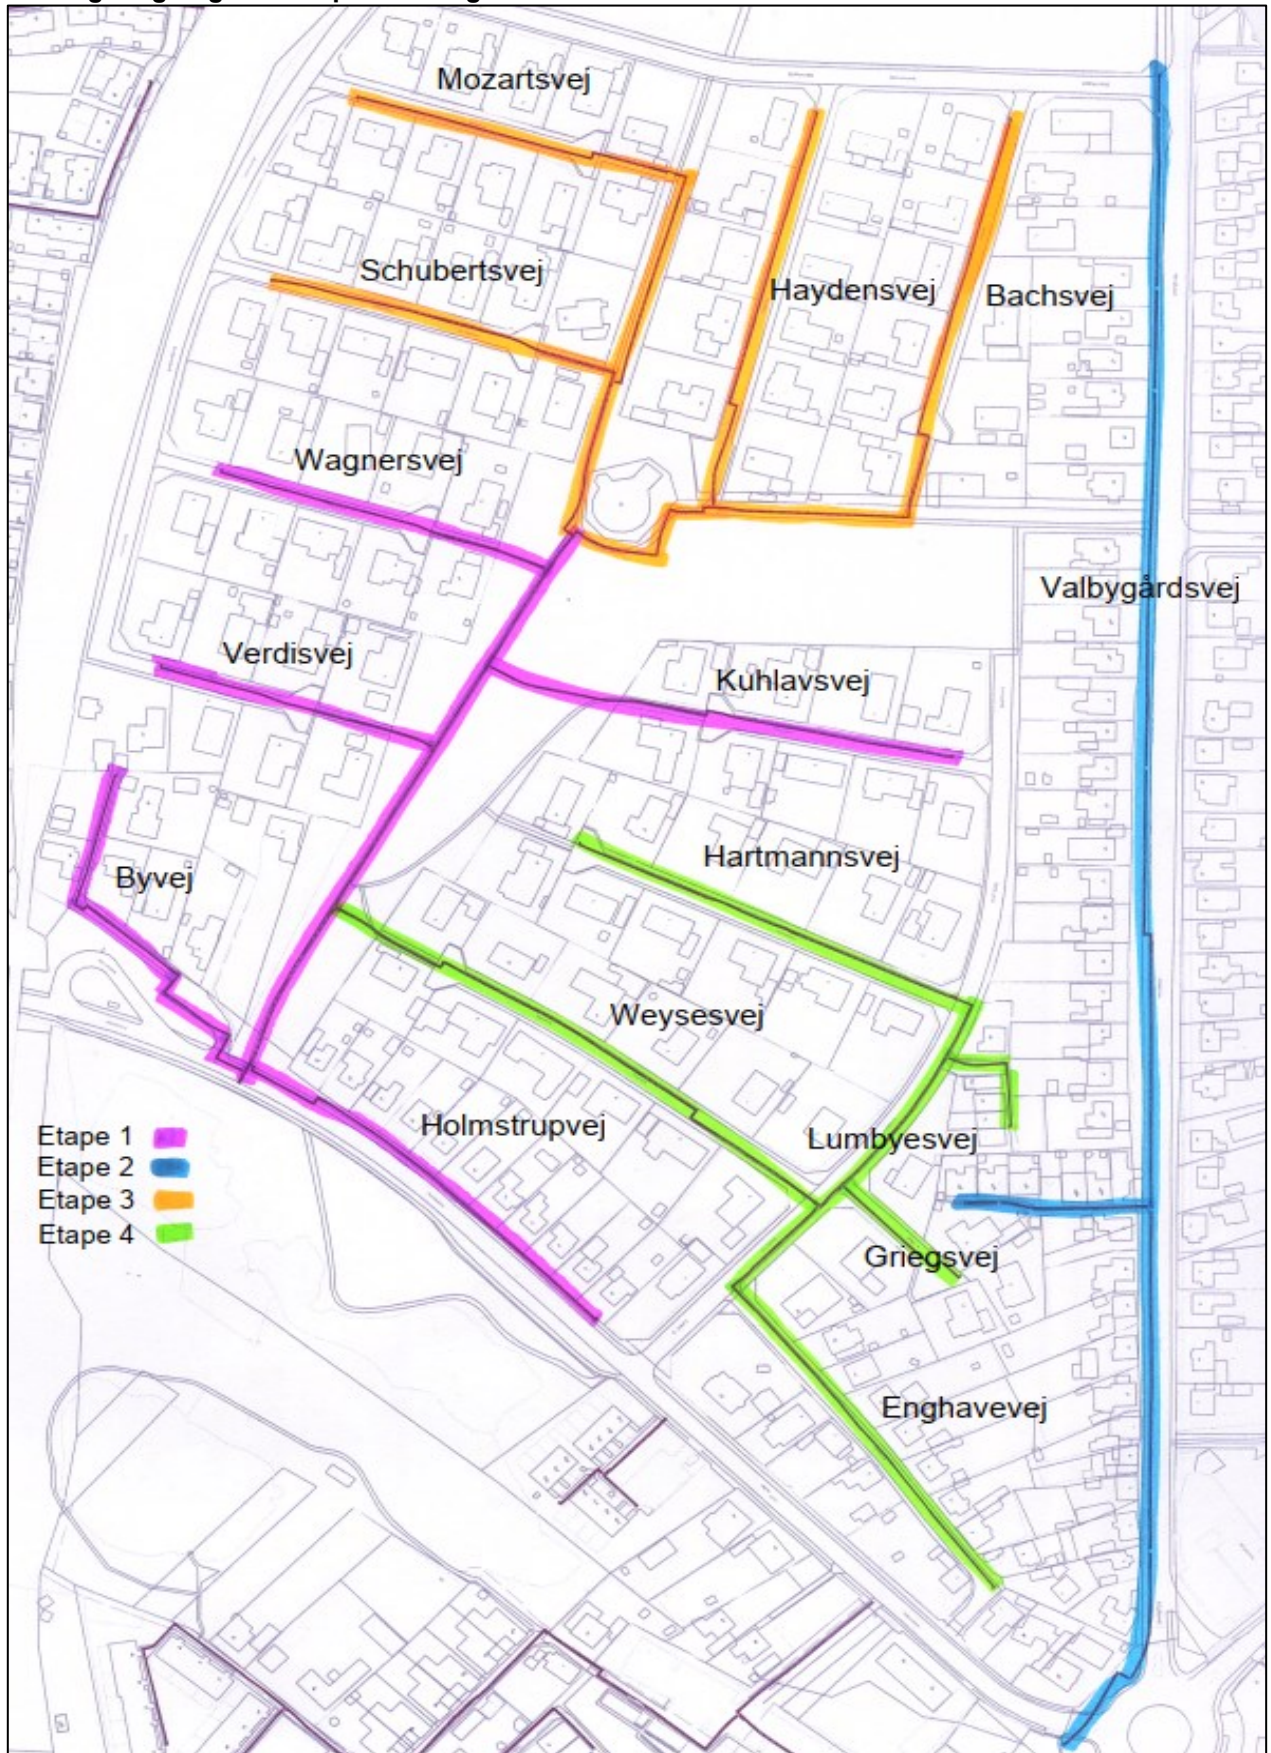 Mozartsvej
Schubertsvej
Haydensvej
Bachsvej
Wagnersvej
Valbygårdsvej
Verdisvej
Kuhlavsvej
Hartmannsvej
Byvej
Weysesvej
Holmstrupvej
Lumbyesvej
Etape 1
Etape 2
Etape 3
Etape 4
Griegsvej
Enghavevej